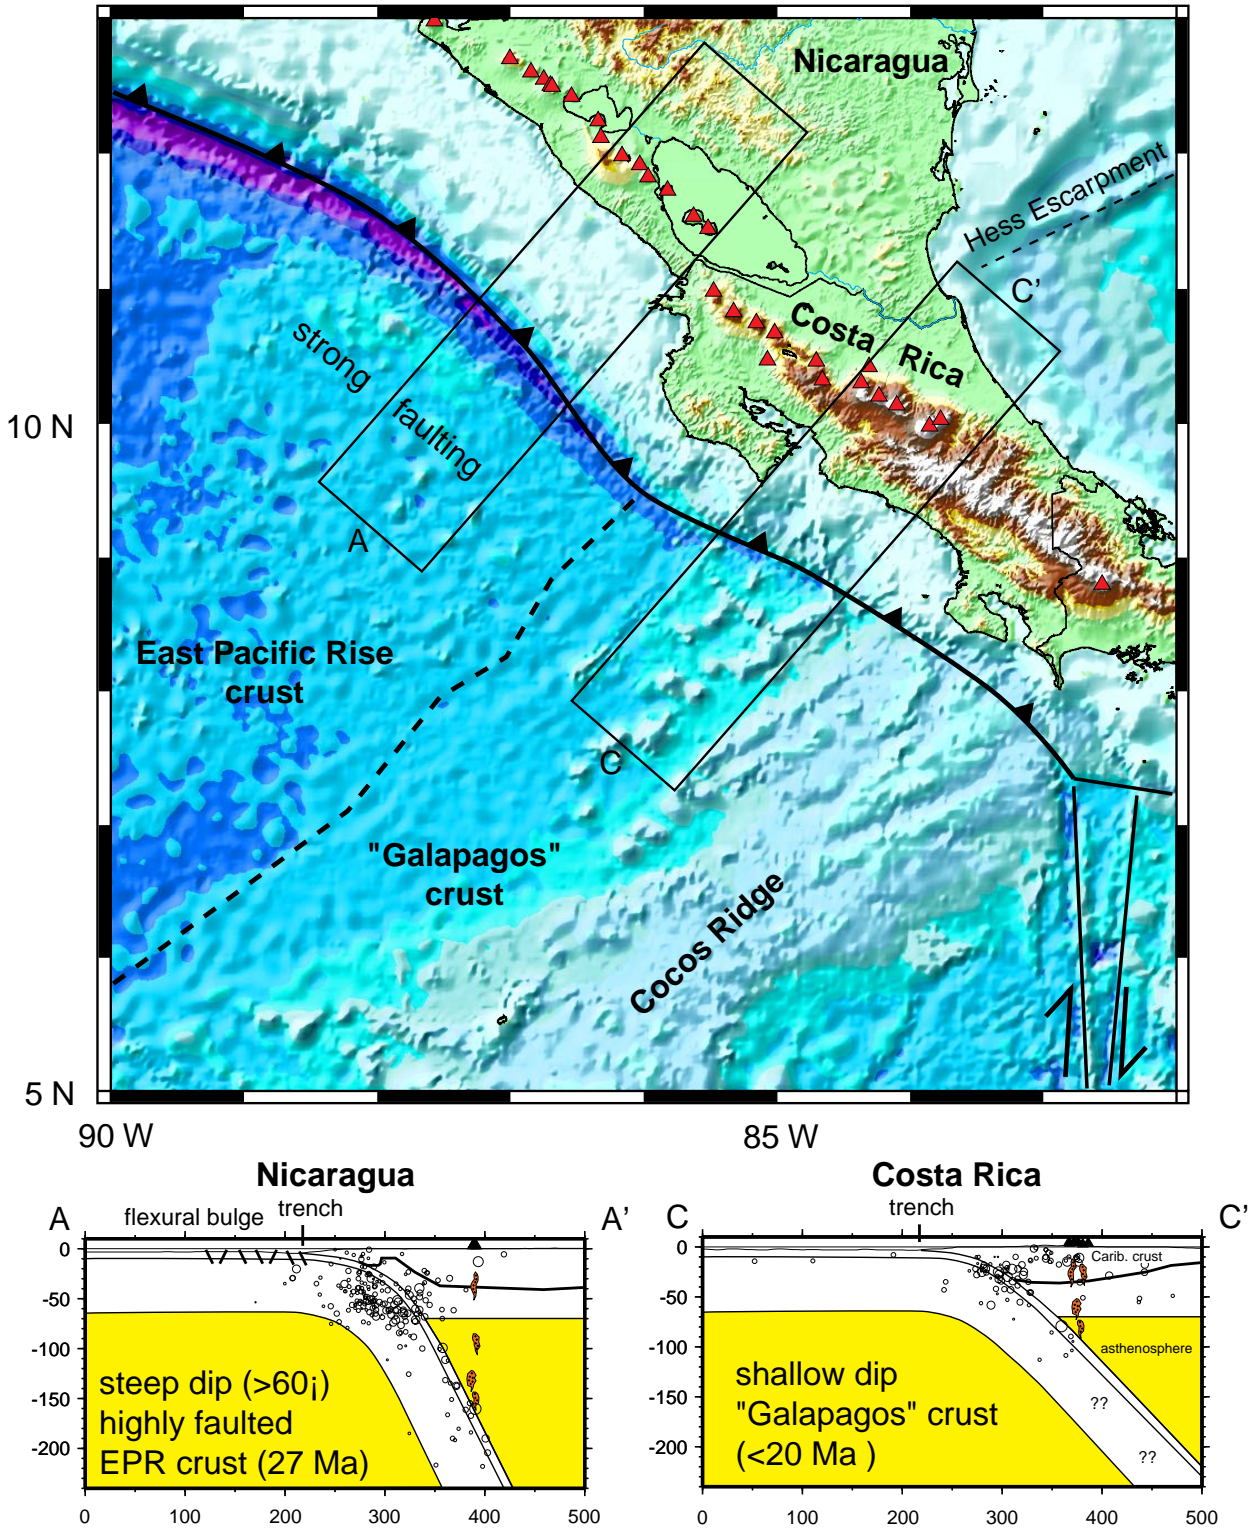 Nicaragua
Hess Escarpment
C'
Costa Rica
strong
faulting
10 N
A
East Pacific Rise
crust
C
"Galapagos"
crust
Cocos Ridge
5 N
90 W
85 W
Nicaragua
Costa Rica
A
flexural bulge
trench
A'
C
trench
C'
0
-50
-100
-150
-200
steep dip (>60¡)
highly faulted
EPR crust (27 Ma)
0
100
200
300
400
500
0
-50
-100
-150
-200
Carib. crust
asthenosphere
shallow dip
"Galapagos" crust
(<20 Ma )
??
??
0
100
200
300
400
500